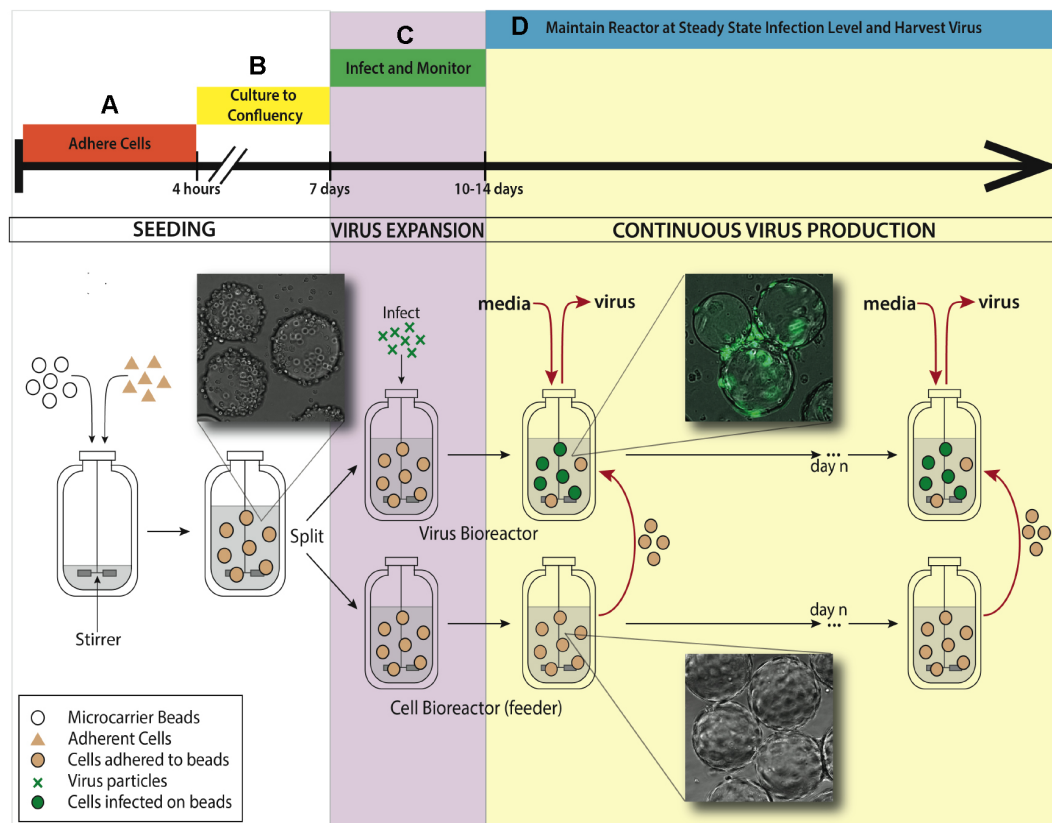 A
B
C
D
Maintain Reactor at Steady State Infection Level and Harvest Virus
Infect and Monitor
Culture to
Confluency
Adhere Cells
4 hours
7 days
10-14 days
SEEDING
VIRUS EXPANSION
CONTINUOUS VIRUS PRODUCTION
Infect
media
virus
media
virus
day n
...
Split
Virus Bioreactor
Stirrer
day n
...
Cell Bioreactor (feeder)
Microcarrier Beads
Adherent Cells
Cells adhered to beads
Virus particles
Cells infected on beads